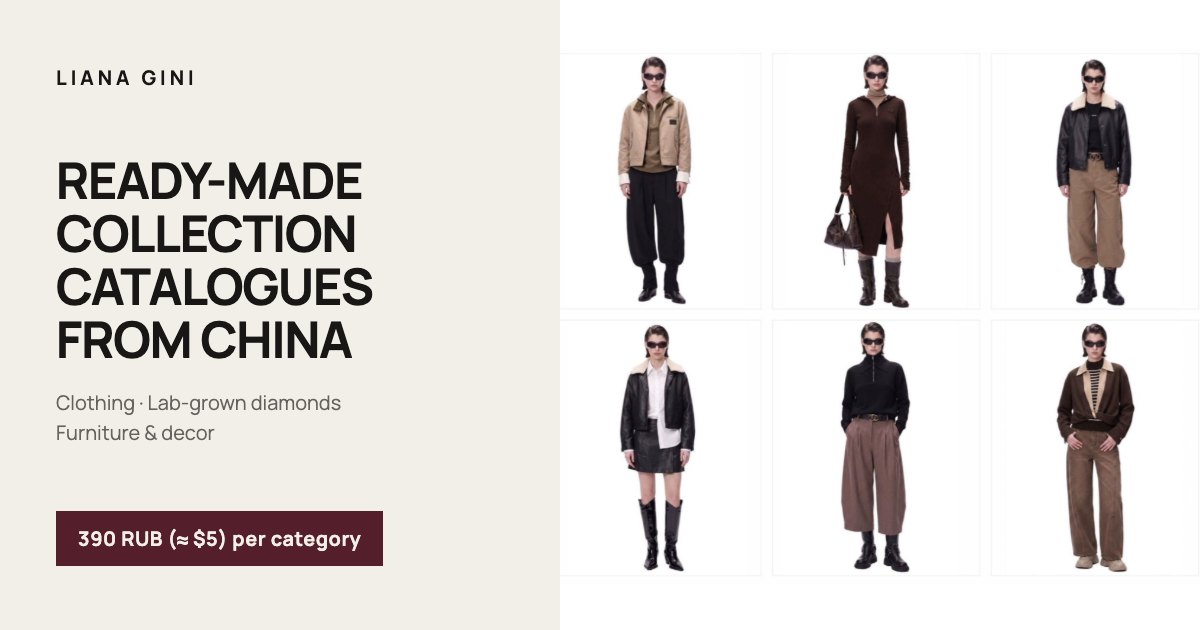 LIANA GINI
READY-MADE
COLLECTION
CATALOGUES
FROM CHINA
Clothing · Lab-grown diamonds
Furniture & decor
390 RUB (≈ $5) per category